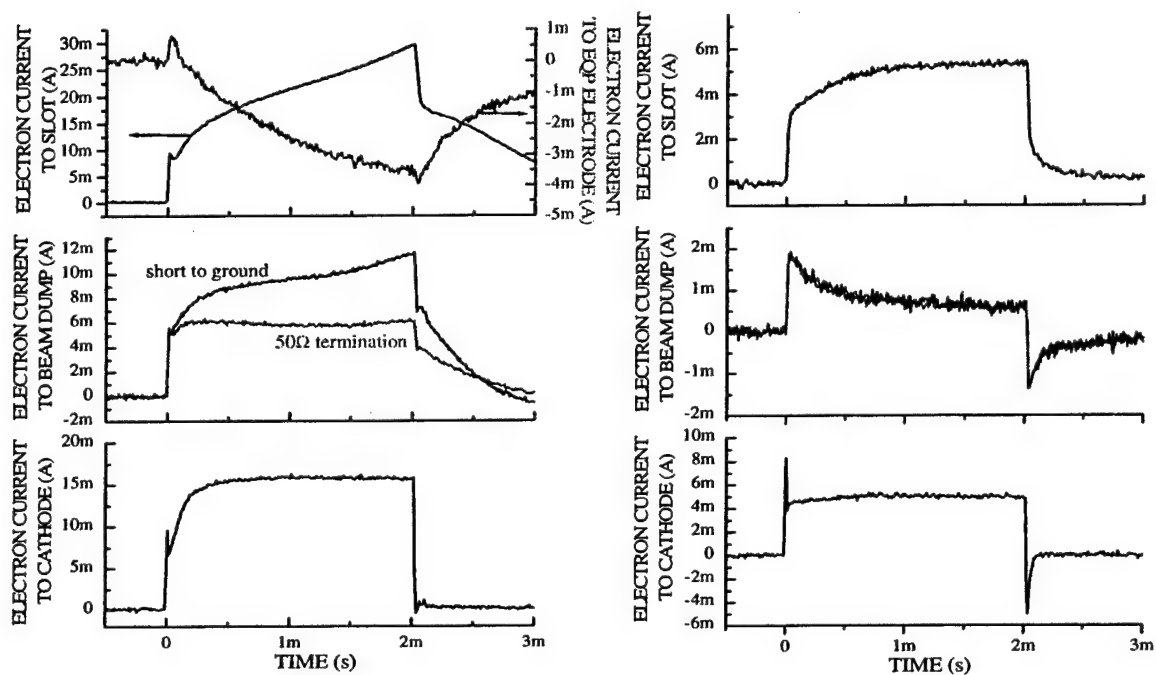 ELECTRON CURRENT
TO SLOT (A)
30m
25m
20m
15m
10m
5m
0
1m
0
-1m
-2m
-3m
-4m
-5m
ELECTRON CURRENT
TO EQP ELECTRODE (A)
ELECTRON CURRENT
TO BEAM DUMP (A)
12m
10m
8m
6m
4m
2m
0
-2m
short to ground
50Ω termination
ELECTRON CURRENT
TO CATHODE (A)
20m
15m
10m
5m
0
0
1m
2m
3m
TIME (s)
ELECTRON CURRENT
TO SLOT (A)
6m
4m
2m
0
ELECTRON CURRENT
TO BEAM DUMP (A)
2m
1m
0
-1m
-2m
ELECTRON CURRENT
TO CATHODE (A)
10m
8m
6m
4m
2m
0
-2m
-4m
-6m
0
1m
2m
3m
TIME (s)